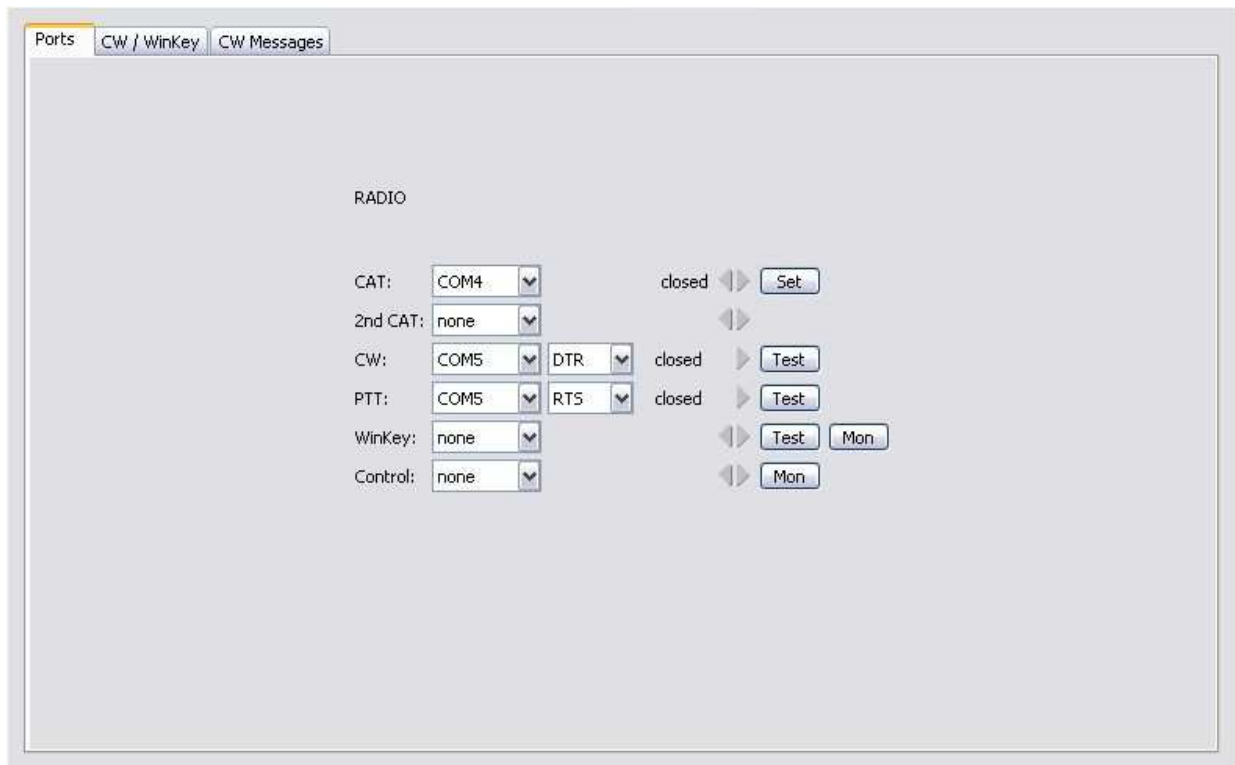 Ports CW / WinKey CW Messages
RADIO
CAT: COM4 closed Set
2nd CAT: none
CW: COM5 DTR closed Test
PTT: COM5 RTS closed Test
WinKey: none Test Mon
Control: none Mon